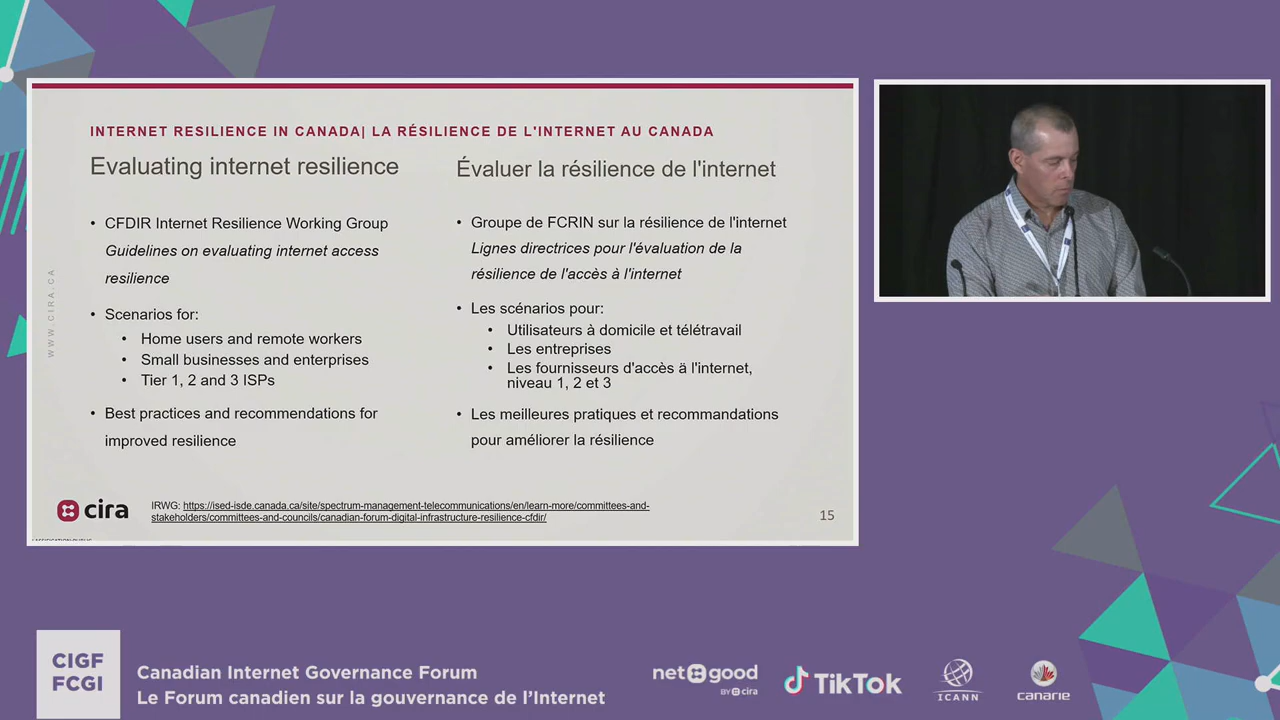 INTERNET RESILIENCE IN CANADA| LA RÉSILIENCE DE L'INTERNET AU CANADA
Evaluating internet resilience
• CFDIR Internet Resilience Working Group
Guidelines on evaluating internet access
resilience
• Scenarios for:
• Home users and remote workers
• Small businesses and enterprises
• Tier 1, 2 and 3 ISPs
• Best practices and recommendations for
improved resilience
Évaluer la résilience de l'internet
• Groupe de FCRIN sur la résilience de l'internet
Lignes directrices pour l'évaluation de la
résilience de l'accès à l'internet
• Les scénarios pour:
• Utilisateurs à domicile et télétravail
• Les entreprises
• Les fournisseurs d'accès à l'internet,
niveau 1, 2 et 3
• Les meilleures pratiques et recommandations
pour améliorer la résilience
WWW.CIRA.CA
cira
IRWG: https://ised-isde.canada.ca/site/spectrum-management-telecommunications/en/learn-more/committees-and-
stakeholders/committees-and-councils/canadian-forum-digital-infrastructure-resilience-cfdir/
15
CIGF
FCGI
Canadian Internet Governance Forum
Le Forum canadien sur la gouvernance de l'Internet
net good
BY cira
TikTok
ICANN
canarie